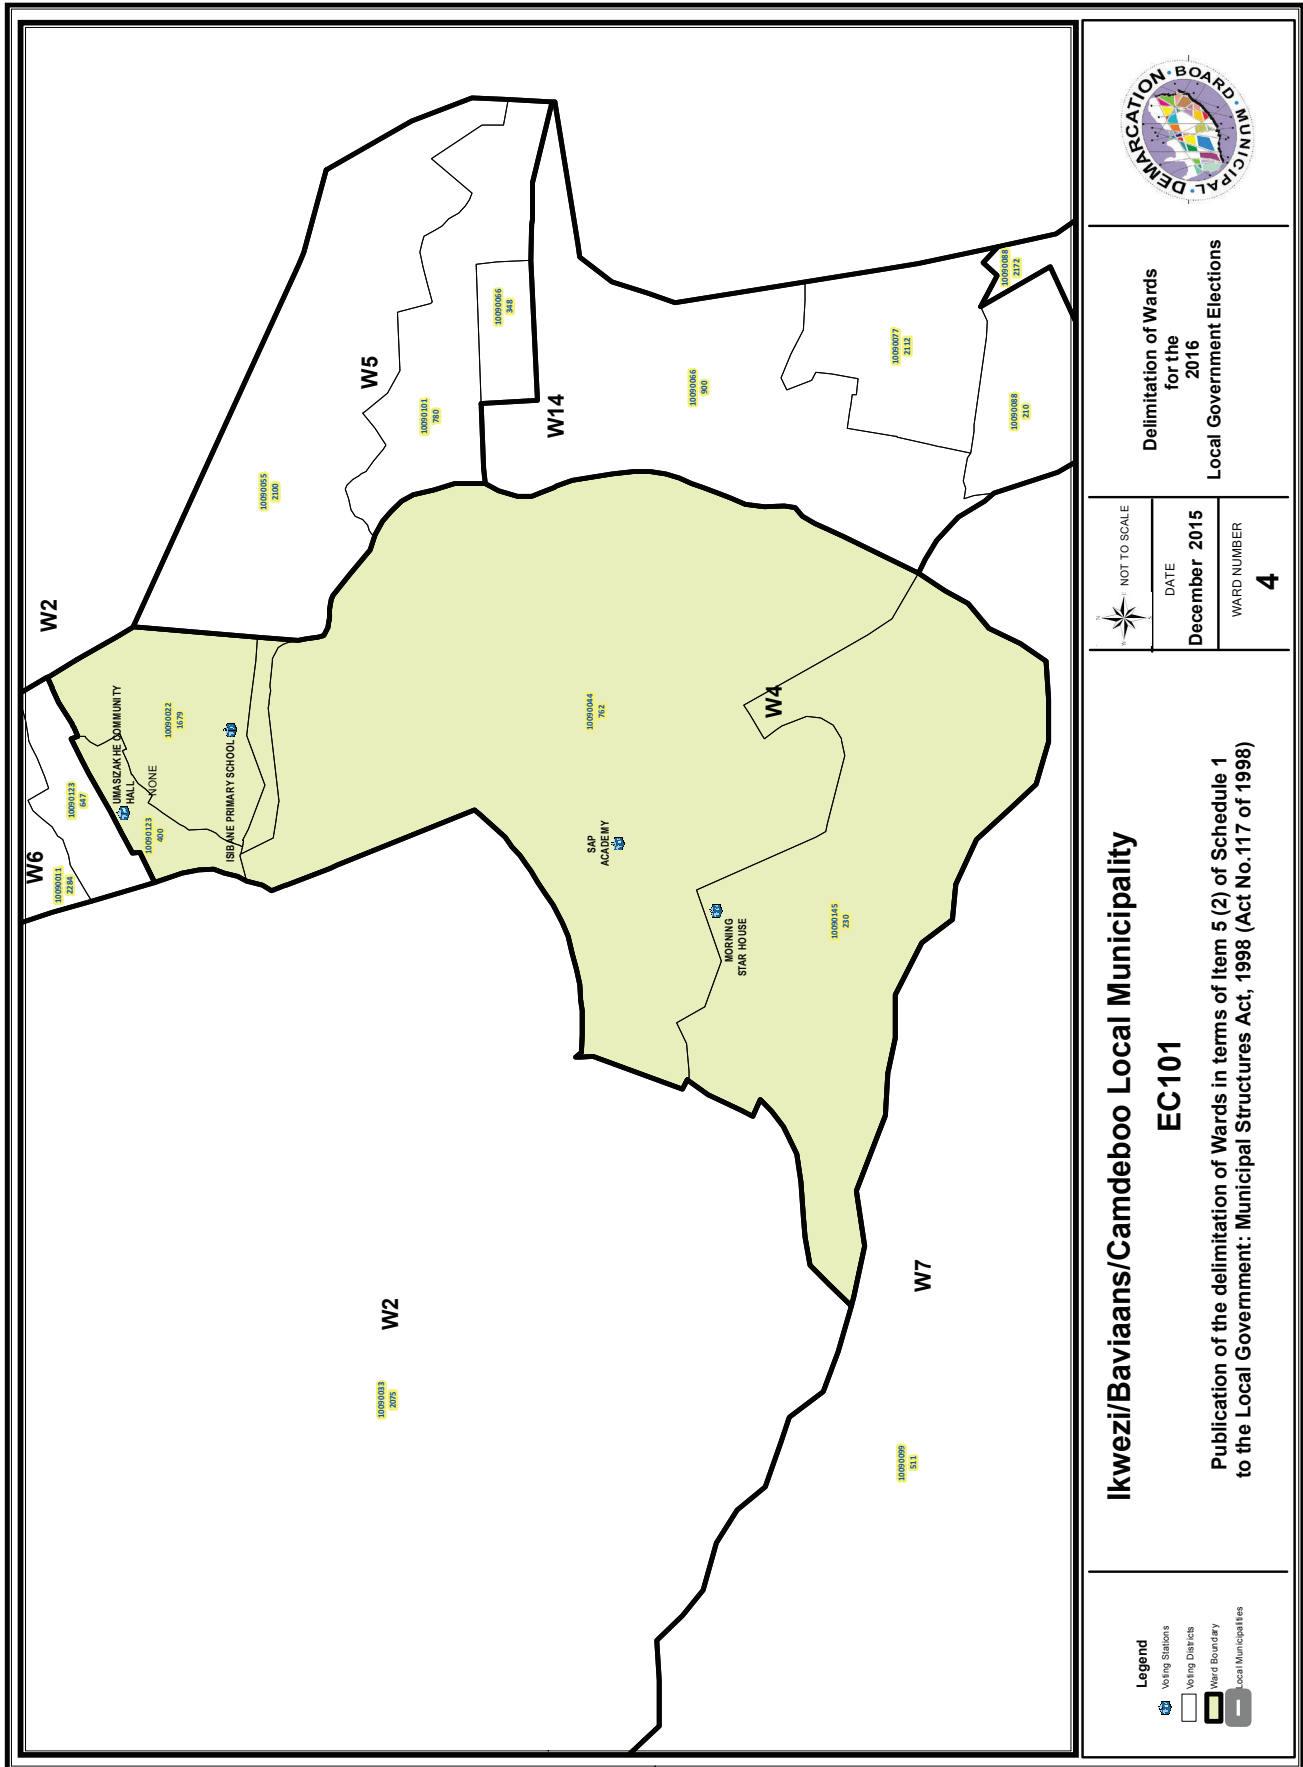 W2
W6
10090011
2284
10090123
647
UMASIZAKHE COMMUNITY
HALL
NONE
10090123
400
10090022
1679
ISIBANE PRIMARY SCHOOL
10090055
2100
W5
10090101
780
10090066
348
W14
10090066
900
10090077
2112
10090088
2172
10090088
210
10090044
762
SAP
ACADEMY
W4
MORNING
STAR HOUSE
10090145
230
W2
10090033
2075
W7
10090099
511
Legend
Voting Stations
Voting Districts
Ward Boundary
Local Municipalities
Ikwezi/Baviaans/Camdeboo Local Municipality
EC101
Publication of the delimitation of Wards in terms of Item 5 (2) of Schedule 1
to the Local Government: Municipal Structures Act, 1998 (Act No.117 of 1998)
N
W
E
S
NOT TO SCALE
DATE
December 2015
WARD NUMBER
4
Delimitation of Wards
for the
2016
Local Government Elections
MUNICIPAL • DEMARCATION • BOARD •